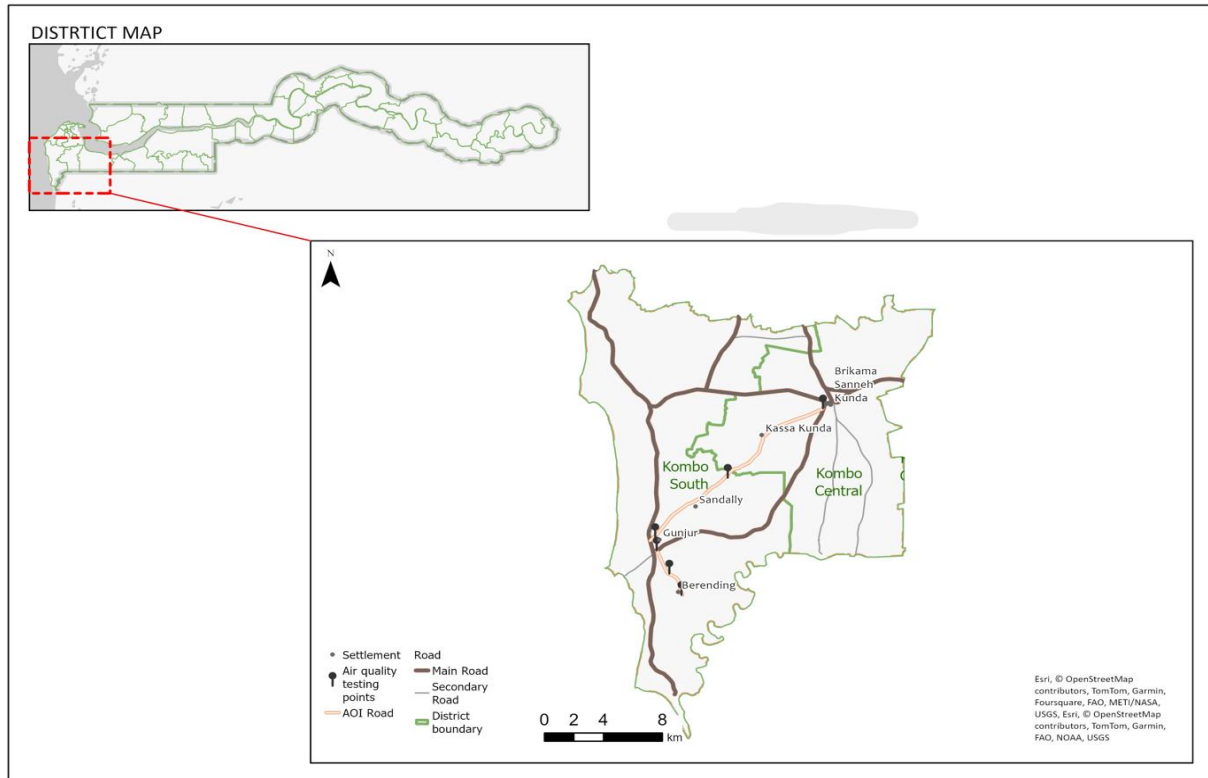 DISTRTICT MAP
N
Brikama
Sanneh
Kunda
Kassa Kunda
Kombo
South
Kombo
Central
Sandally
Gunjur
Berending
Settlement
Air quality
testing
points
AOI Road
Road
Main Road
Secondary
Road
District
boundary
0 2 4 8
km
Esri, © OpenStreetMap
contributors, TomTom, Garmin,
Foursquare, FAO, METI/NASA,
USGS, Esri, © OpenStreetMap
contributors, TomTom, Garmin,
FAO, NOAA, USGS